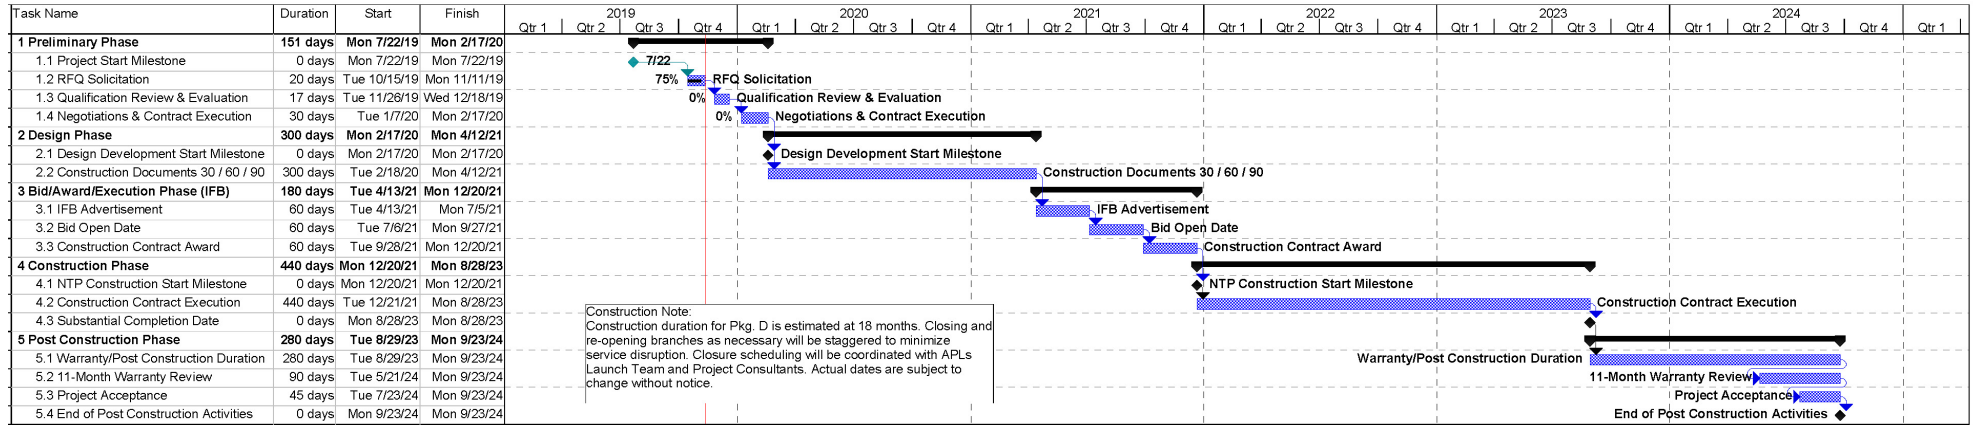 Task Name Duration Start Finish 2019 2020 2021 2022 2023 2024
Qtr 1 Qtr 2 Qtr 3 Qtr 4 Qtr 1 Qtr 2 Qtr 3 Qtr 4 Qtr 1 Qtr 2 Qtr 3 Qtr 4 Qtr 1 Qtr 2 Qtr 3 Qtr 4 Qtr 1 Qtr 2 Qtr 3 Qtr 4 Qtr 1 Qtr 2 Qtr 3 Qtr 4 Qtr 1
1 Preliminary Phase 151 days Mon 7/22/19 Mon 2/17/20
1.1 Project Start Milestone 0 days Mon 7/22/19 Mon 7/22/19 7/22
1.2 RFQ Solicitation 20 days Tue 10/15/19 Mon 11/11/19 75% RFQ Solicitation
1.3 Qualification Review & Evaluation 17 days Tue 11/26/19 Wed 12/18/19 0% Qualification Review & Evaluation
1.4 Negotiations & Contract Execution 30 days Tue 1/7/20 Mon 2/17/20 0% Negotiations & Contract Execution
2 Design Phase 300 days Mon 2/17/20 Mon 4/12/21
2.1 Design Development Start Milestone 0 days Mon 2/17/20 Mon 2/17/20 Design Development Start Milestone
2.2 Construction Documents 30 / 60 / 90 300 days Tue 2/18/20 Mon 4/12/21 Construction Documents 30 / 60 / 90
3 Bid/Award/Execution Phase (IFB) 180 days Tue 4/13/21 Mon 12/20/21
3.1 IFB Advertisement 60 days Tue 4/13/21 Mon 7/5/21 IFB Advertisement
3.2 Bid Open Date 60 days Tue 7/6/21 Mon 9/27/21 Bid Open Date
3.3 Construction Contract Award 60 days Tue 9/28/21 Mon 12/20/21 Construction Contract Award
4 Construction Phase 440 days Mon 12/20/21 Mon 8/28/23
4.1 NTP Construction Start Milestone 0 days Mon 12/20/21 Mon 12/20/21 NTP Construction Start Milestone
4.2 Construction Contract Execution 440 days Tue 12/21/21 Mon 8/28/23 Construction Contract Execution
4.3 Substantial Completion Date 0 days Mon 8/28/23 Mon 8/28/23
5 Post Construction Phase 280 days Tue 8/29/23 Mon 9/23/24
5.1 Warranty/Post Construction Duration 280 days Tue 8/29/23 Mon 9/23/24 Warranty/Post Construction Duration
5.2 11-Month Warranty Review 90 days Tue 5/21/24 Mon 9/23/24 11-Month Warranty Review
5.3 Project Acceptance 45 days Tue 7/23/24 Mon 9/23/24 Project Acceptance
5.4 End of Post Construction Activities 0 days Mon 9/23/24 Mon 9/23/24 End of Post Construction Activities
Construction Note:
Construction duration for Pkg. D is estimated at 18 months. Closing and
re-opening branches as necessary will be staggered to minimize
service disruption. Closure scheduling will be coordinated with APLs
Launch Team and Project Consultants. Actual dates are subject to
change without notice.